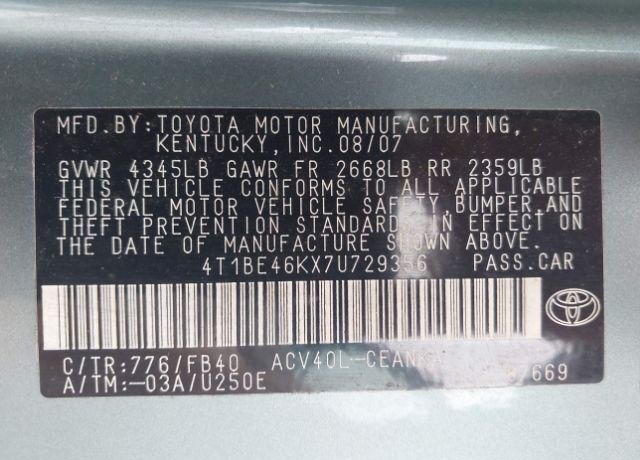 MFD. BY: TOYOTA MOTOR MANUFACTURING,
KENTUCKY, INC. 08/07
GVWR 4345LB GAWR FR 2668LB RR 2359LB
THIS VEHICLE CONFORMS TO ALL APPLICABLE
FEDERAL MOTOR VEHICLE SAFETY, BUMPER, AND
THEFT PREVENTION STANDARDS IN EFFECT ON
THE DATE OF MANUFACTURE SHOWN ABOVE.
4T1BE46KX7U729356 PASS. CAR
C/TR: 776/FB40 ACV40L-CEANKA
A/TM: -03A/U250E